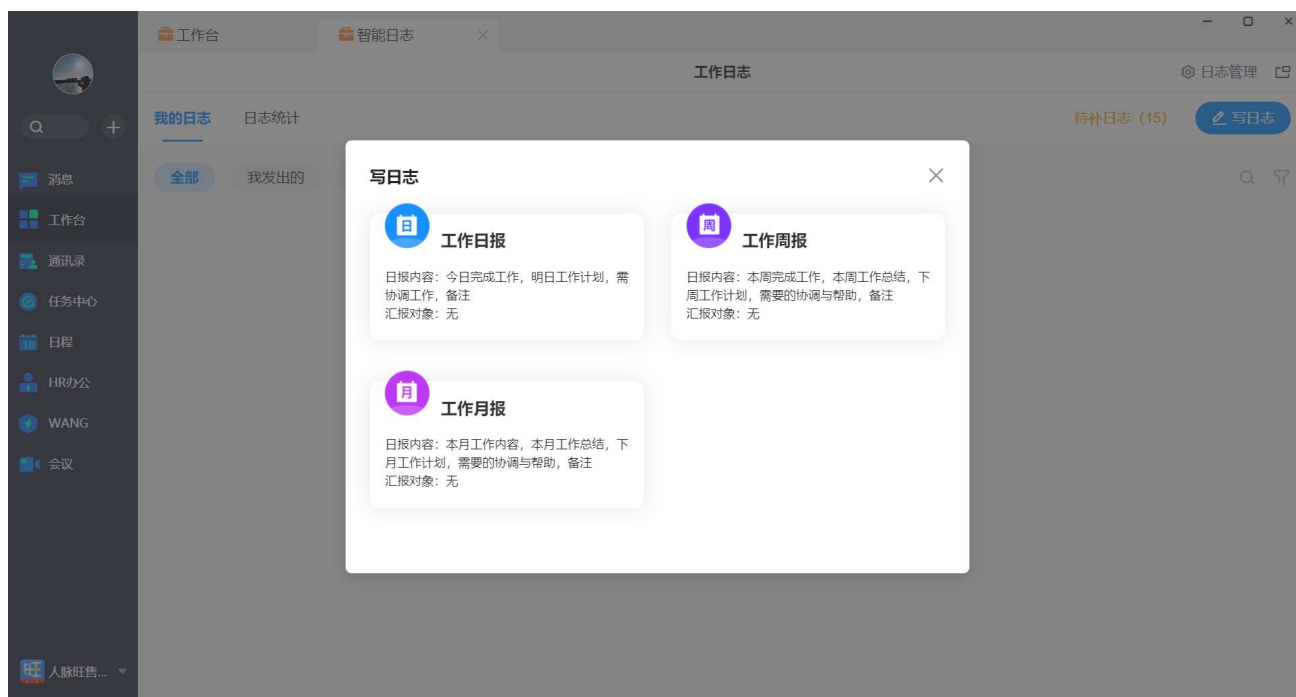 工作台
智能日志
工作日志
日志管理
我的日志
日志统计
待补日志（15）
写日志
全部
我发出的
消息
工作台
通讯录
任务中心
18
日程
HR办公
WANG
会议
人脉旺售...
写日志
日
工作日报
日报内容：今日完成工作，明日工作计划，需
协调工作，备注
汇报对象：无
周
工作周报
日报内容：本周完成工作，本周工作总结，下
周工作计划，需要的协调与帮助，备注
汇报对象：无
月
工作月报
日报内容：本月工作内容，本月工作总结，下
月工作计划，需要的协调与帮助，备注
汇报对象：无
旺